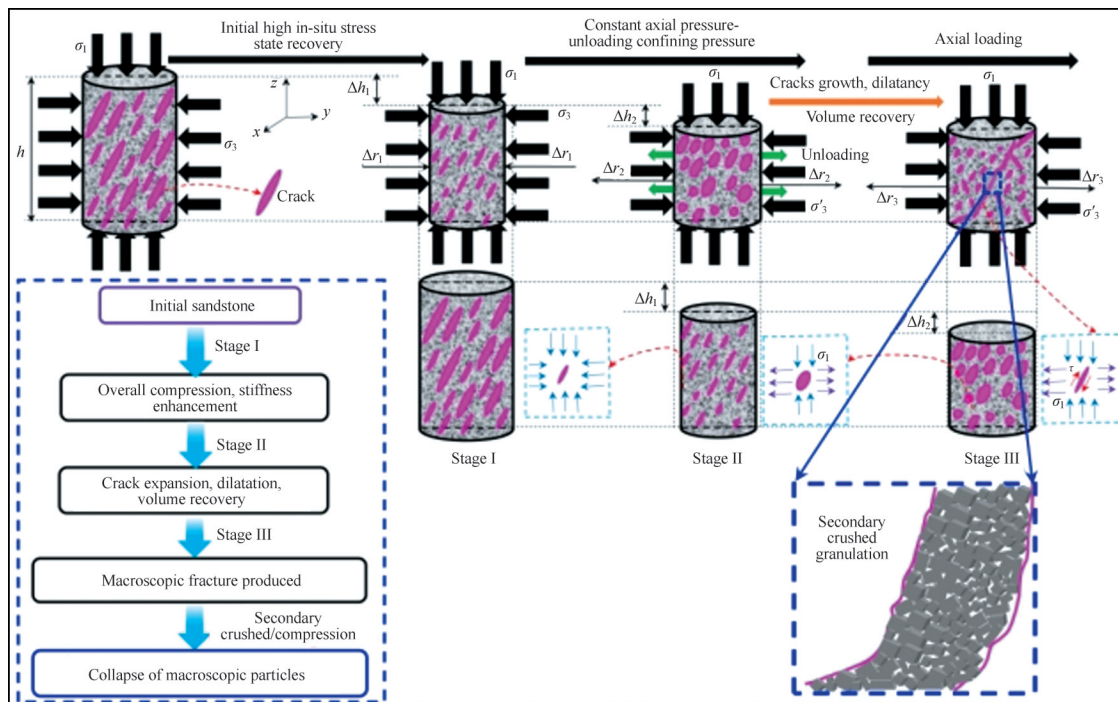 Initial high in-situ stress
state recovery
Constant axial pressure-
unloading confining pressure
Axial loading
σ1
σ1
σ1
σ1
Cracks growth, dilatancy
Volume recovery
h
z
y
x
σ3
Crack
Δh1
σ3
Δr1
Δr1
Δh2
Unloading
Δr2
Δr2
σ′3
Δr3
Δr3
σ′3
Initial sandstone
Stage I
Overall compression, stiffness
enhancement
Stage II
Crack expansion, dilatation,
volume recovery
Stage III
Macroscopic fracture produced
Secondary
crushed/compression
Collapse of macroscopic particles
Δh1
Δh2
σ1
τ
σ1
Stage I
Stage II
Stage III
Secondary
crushed
granulation